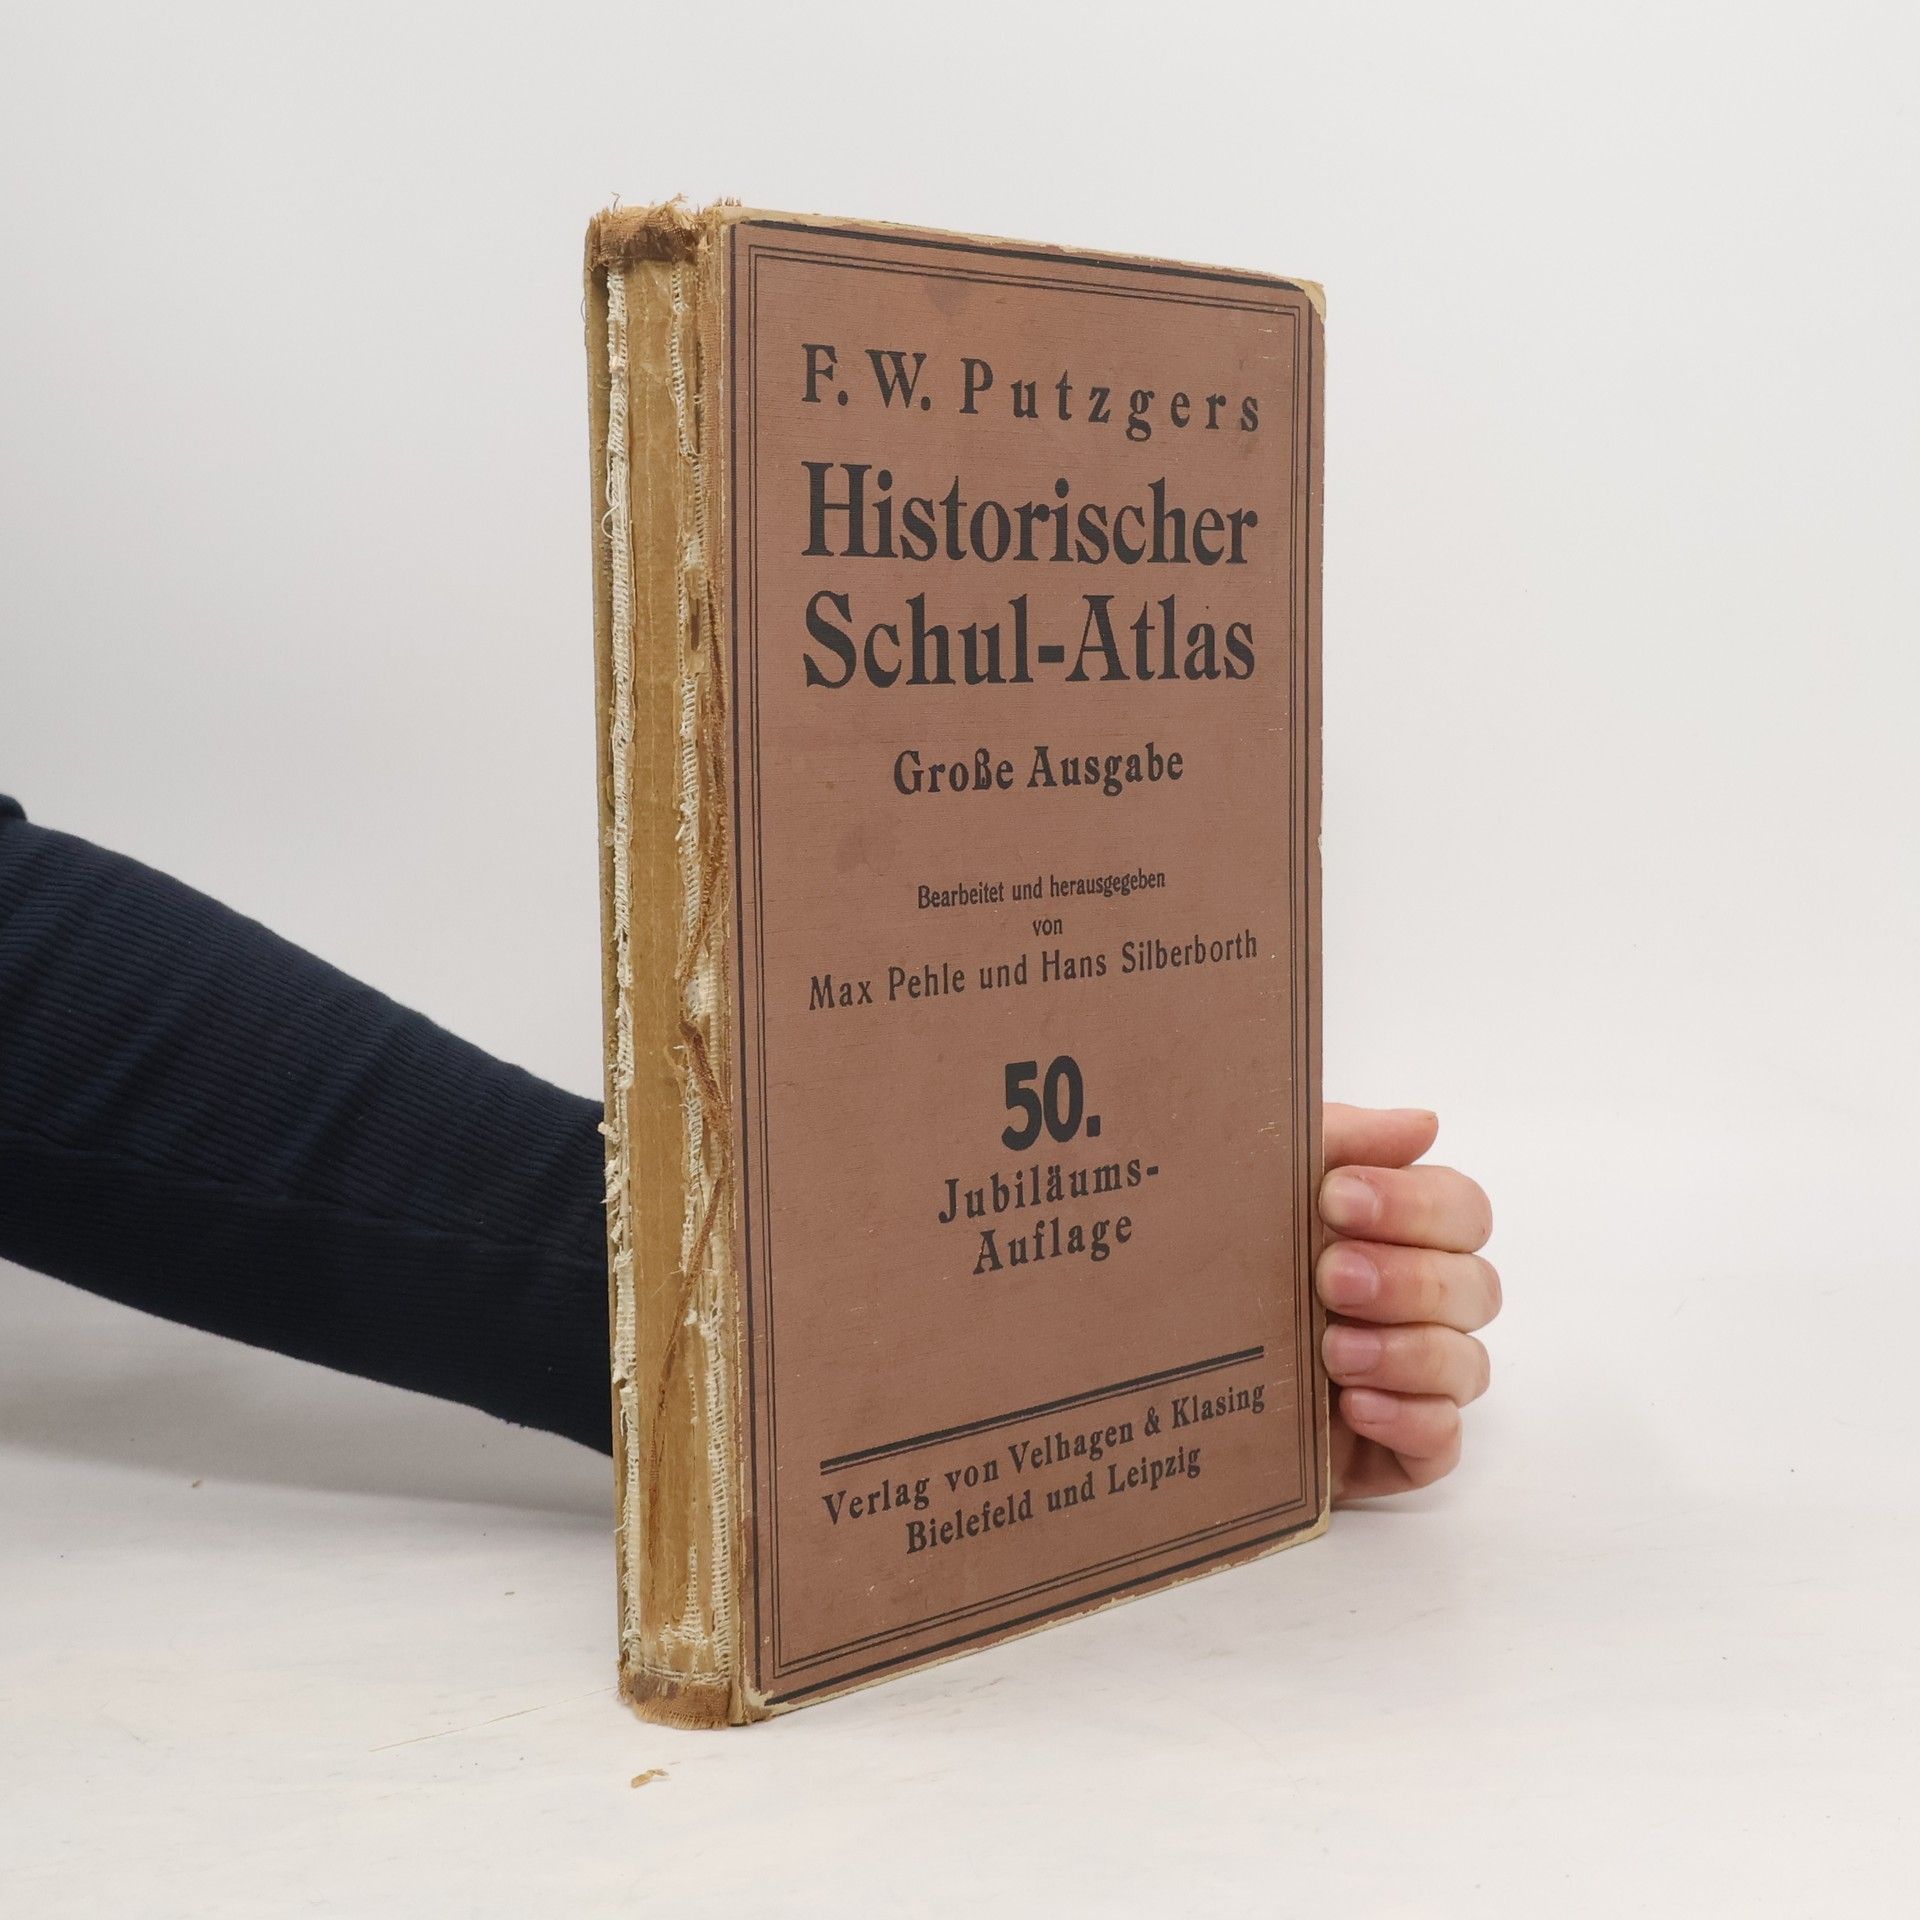 F. W. Putzgers
Historischer
Schul-Atlas
Große Ausgabe
Bearbeitet und herausgegeben
von
Max Pehle und Hans Silberborth
50.
Jubiläums-
Auflage
Verlag von Velhagen & Klasing
Bielefeld und Leipzig